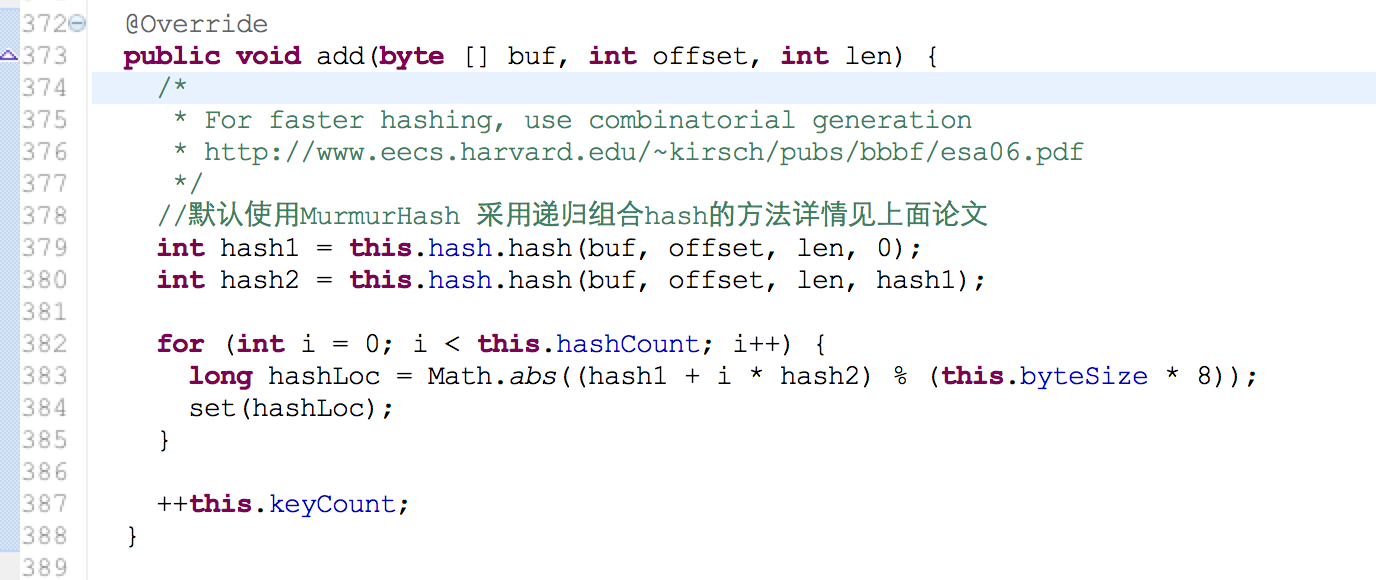 372 @Override
373 public void add(byte [] buf, int offset, int len) {
374 /*
375 * For faster hashing, use combinatorial generation
376 * http://www.eecs.harvard.edu/~kirsch/pubs/bbbf/esa06.pdf
377 */
378 //默认使用MurmurHash 采用递归组合hash的方法详情见上面论文
379 int hash1 = this.hash.hash(buf, offset, len, 0);
380 int hash2 = this.hash.hash(buf, offset, len, hash1);
381
382 for (int i = 0; i < this.hashCount; i++) {
383 long hashLoc = Math.abs((hash1 + i * hash2) % (this.byteSize * 8));
384 set(hashLoc);
385 }
386
387 ++this.keyCount;
388 }
389